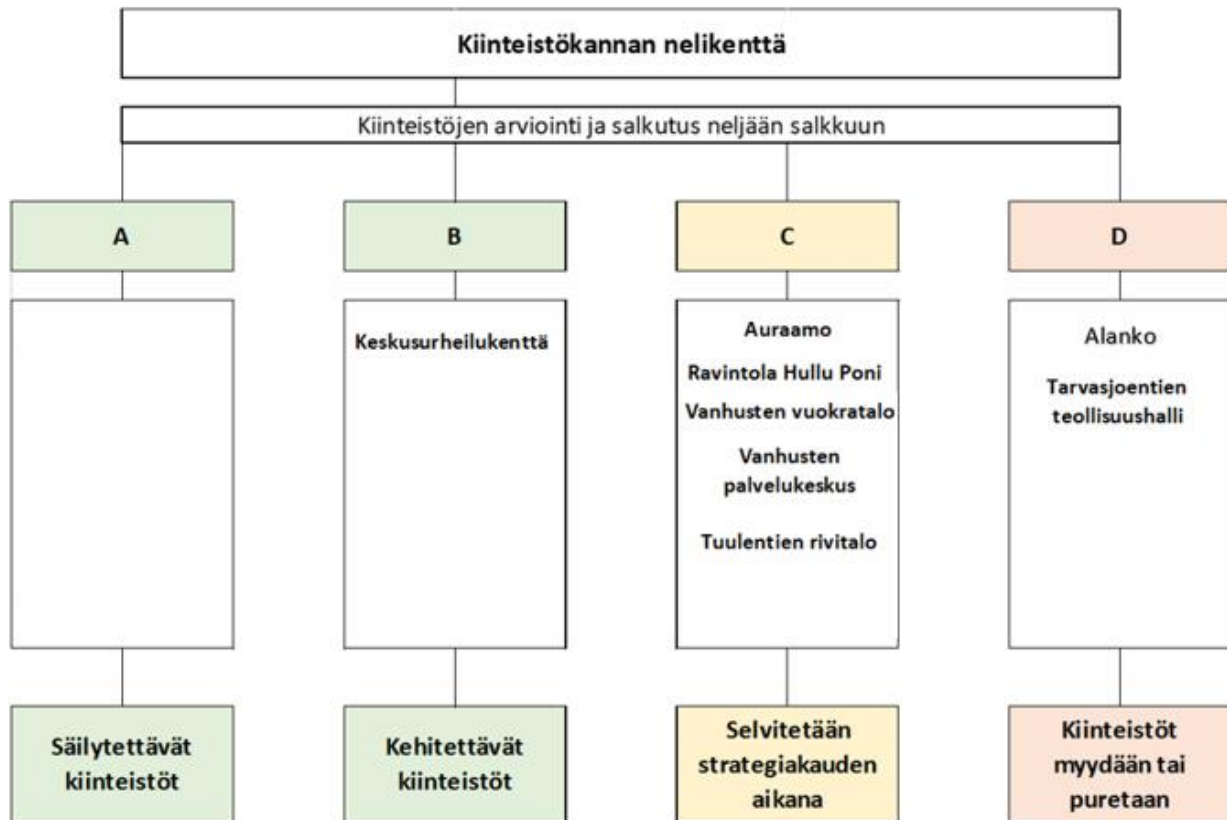 Kiinteistökannan nelikenttä
Kiinteistöjen arviointi ja salkutus neljään salkkuun
A
B
C
D
Keskusurheilukenttä
Auraamo
Ravintola Hullu Poni
Vanhusten vuokratalo
Vanhusten
palvelukeskus
Tuulentien rivitalo
Alanko
Tarvasjoentien
teollisuushalli
Säilytettävät
kiinteistöt
Kehitettävät
kiinteistöt
Selvitetään
strategiakauden
aikana
Kiinteistöt
myydään tai
puretaan